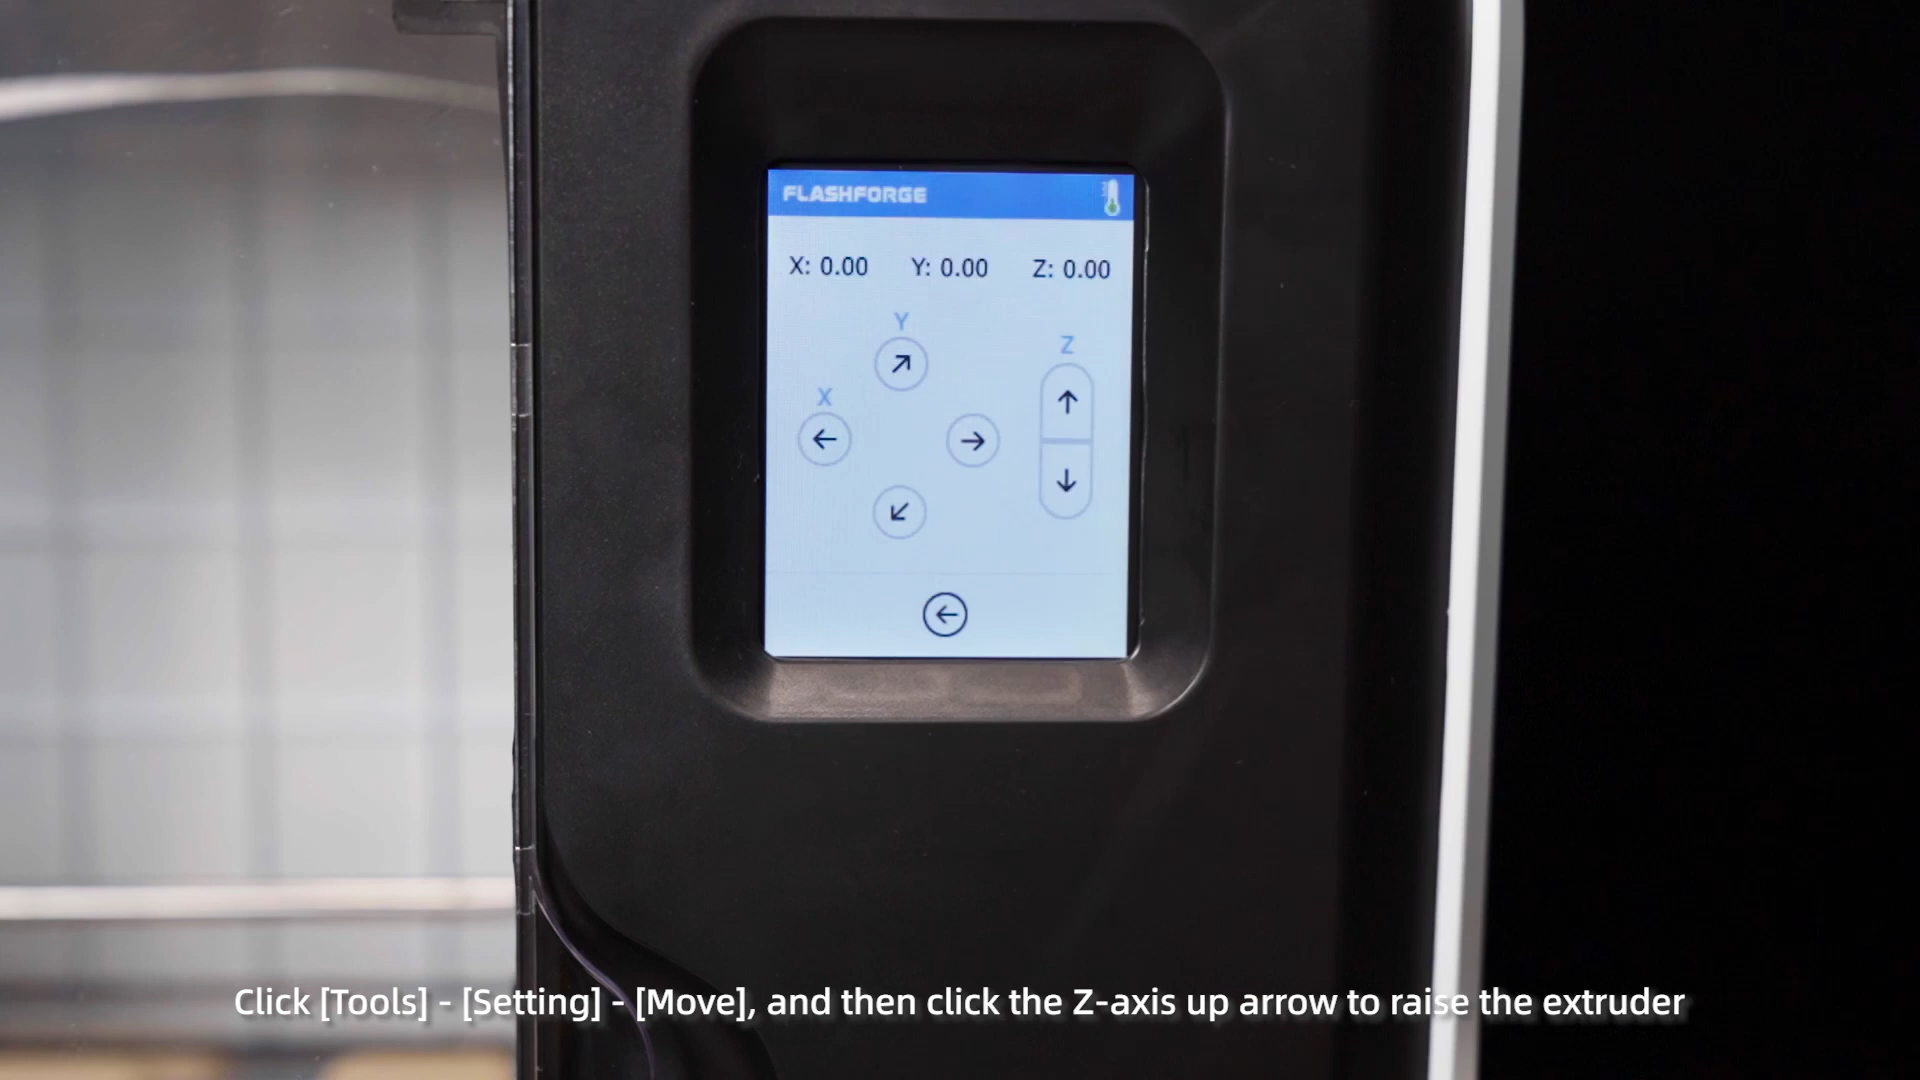 FLASHFORGE
X: 0.00 Y: 0.00 Z: 0.00
Y
Z
X
Click [Tools] - [Setting] - [Move], and then click the Z-axis up arrow to raise the extruder